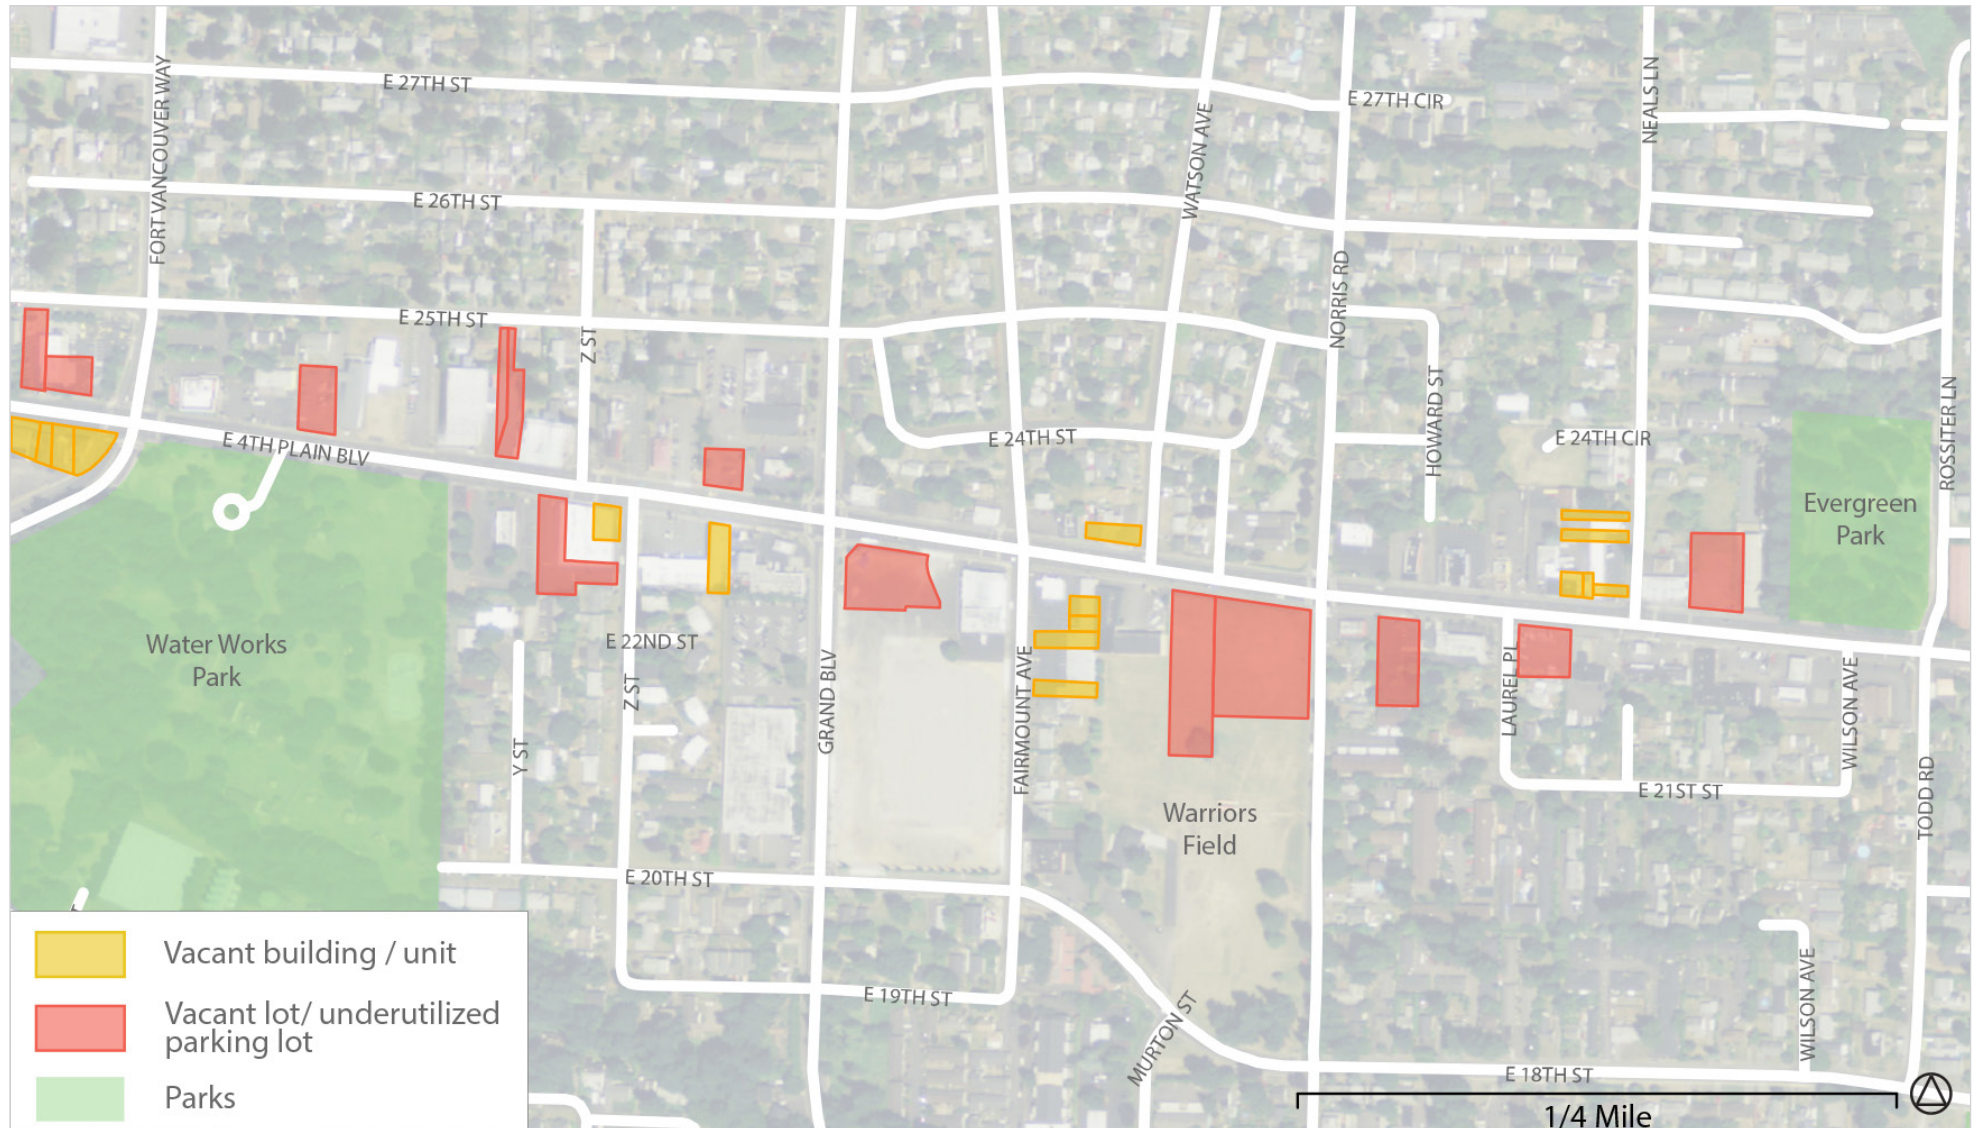 E 27TH ST
E 27TH CIR
NEALS LN
FORT VANCOUVER WAY
WATSON AVE
E 26TH ST
NORRIS RD
E 25TH ST
Z ST
HOWARD ST
ROSSITER LN
E 4TH PLAIN BLV
E 24TH ST
E 24TH CIR
Evergreen
Park
Water Works
Park
E 22ND ST
Z ST
Y ST
GRAND BLV
FAIRMOUNT AVE
LAUREL PL
WILSON AVE
TODD RD
E 21ST ST
Warriors
Field
E 20TH ST
E 19TH ST
MURTON ST
WILSON AVE
E 18TH ST
Vacant building / unit
Vacant lot/ underutilized
parking lot
Parks
1/4 Mile